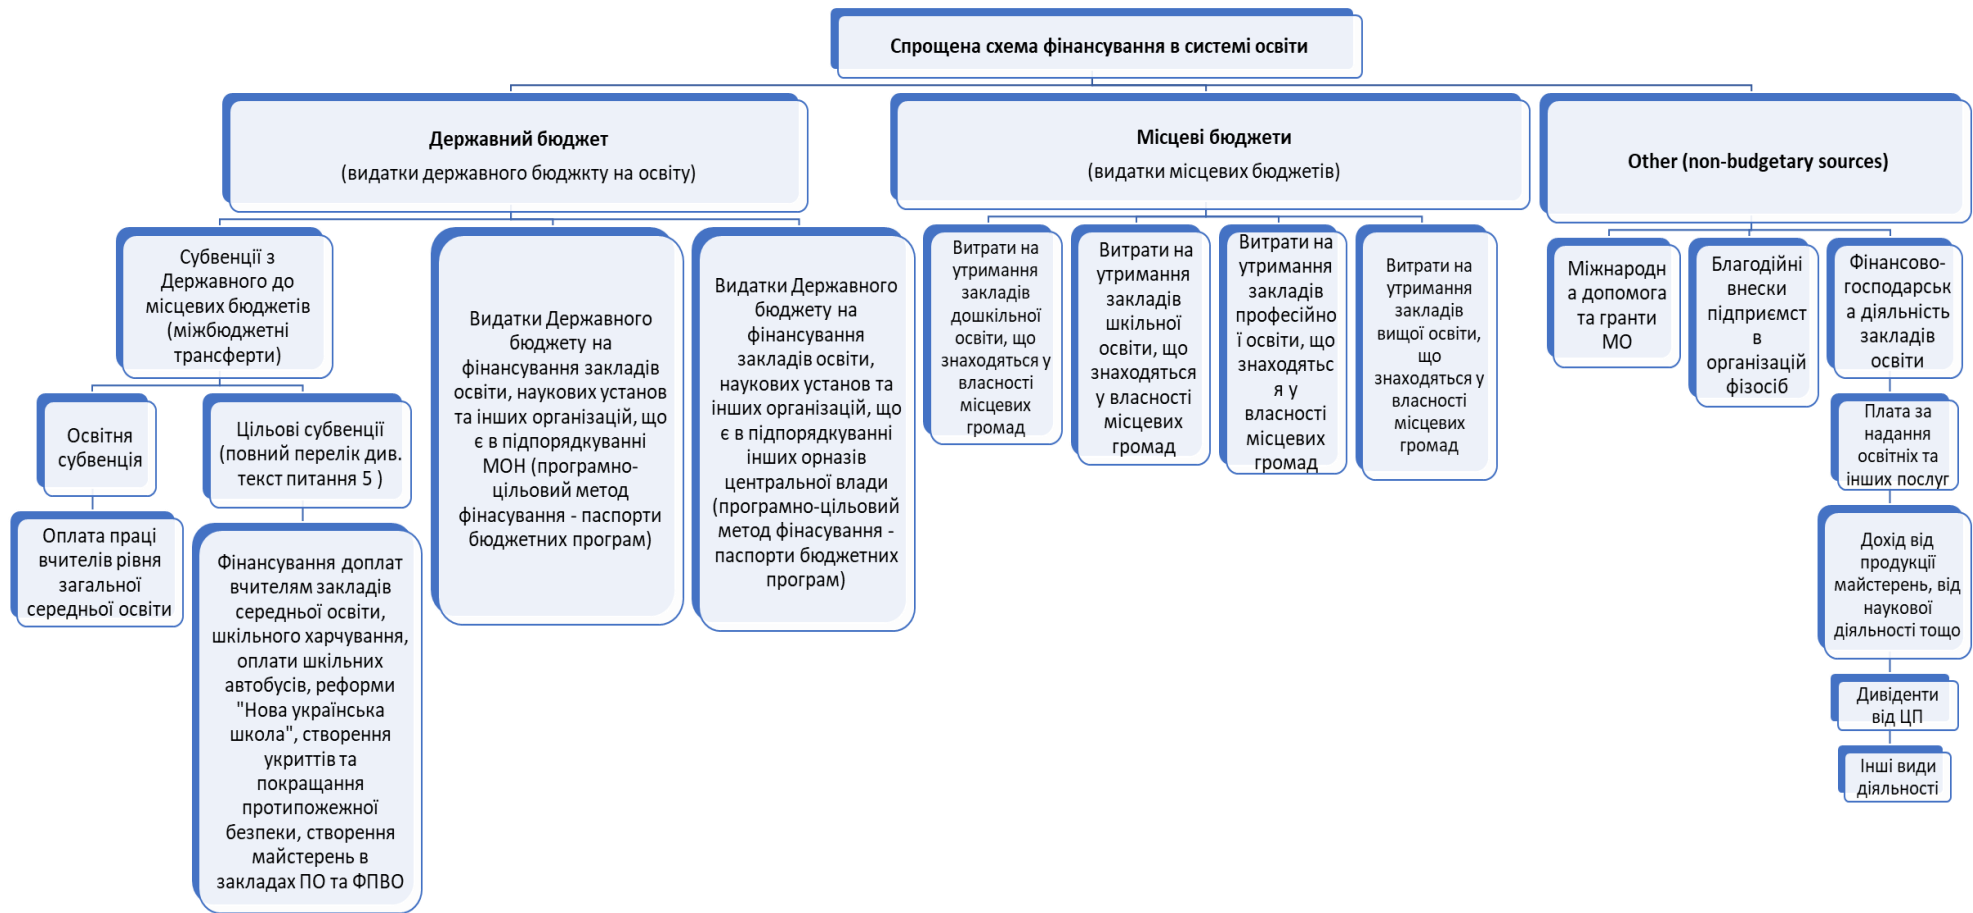 Спрощена схема фінансування в системі освіти
Державний бюджет
(видатки державного бюджкту на освіту)
Місцеві бюджети
(видатки місцевих бюджетів)
Other (non-budgetary sources)
Субвенції з
Державного до
місцевих бюджетів
(міжбюджетні
трансферти)
Освітня
субвенція
Оплата праці
вчителів рівня
загальної
середньої освіти
Цільові субвенції
(повний перелік див.
текст питання 5 )
Фінансування доплат
вчителям закладів
середньої освіти,
шкільного харчування,
оплати шкільних
автобусів, реформи
"Нова українська
школа", створення
укриттів та
покращання
протипожежної
безпеки, створення
майстерень в
закладах ПО та ФПВО
Видатки Державного
бюджету на
фінансування закладів
освіти, наукових установ
та інших організацій, що
є в підпорядкуванні
МОН (програмно-
цільовий метод
фінасування - паспорти
бюджетних програм)
Видатки Державного
бюджету на
фінансування
закладів освіти,
наукових установ та
інших організацій, що
є в підпорядкуванні
інших орназів
центральної влади
(програмно-цільовий
метод фінасування -
паспорти бюджетних
програм)
Витрати на
утримання
закладів
дошкільної
освіти, що
знаходяться у
власності
місцевих
громад
Витрати на
утримання
закладів
шкільної
освіти, що
знаходяться
у власності
місцевих
громад
Витрати на
утримання
закладів
професійно
ї освіти, що
знаходятьс
я у
власності
місцевих
громад
Витрати на
утримання
закладів
вищої освіти,
що
знаходяться у
власності
місцевих
громад
Міжнародн
а допомога
та гранти
МО
Благодійні
внески
підприємст
в
організацій
фізосіб
Фінансово-
господарськ
а діяльність
закладів
освіти
Плата за
надання
освітніх та
інших послуг
Дохід від
продукції
майстерень, від
наукової
діяльності тощо
Дивіденти
від ЦП
Інші види
діяльності